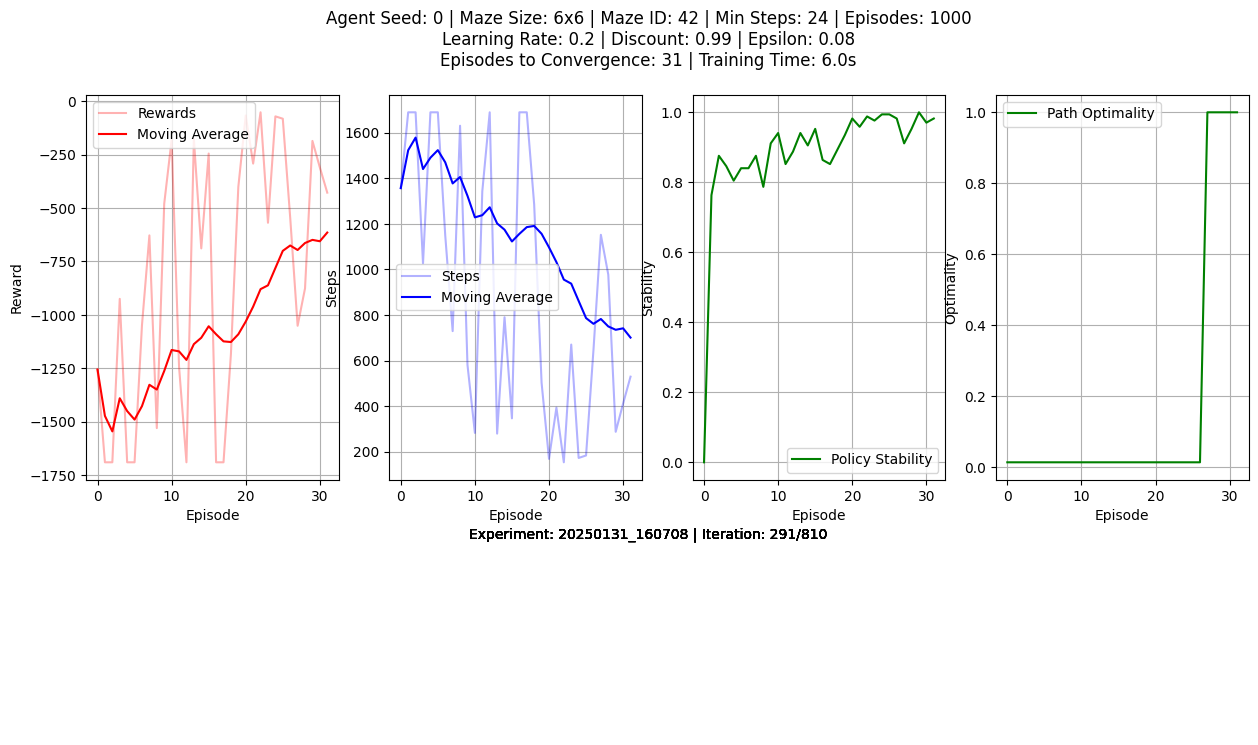 Agent Seed: 0 | Maze Size: 6x6 | Maze ID: 42 | Min Steps: 24 | Episodes: 1000
Learning Rate: 0.2 | Discount: 0.99 | Epsilon: 0.08
Episodes to Convergence: 31 | Training Time: 6.0s
Reward
0
−250
−500
−750
−1000
−1250
−1500
−1750
Rewards
Moving Average
0 10 20 30
Episode
Steps
1600
1400
1200
1000
800
600
400
200
Steps
Moving Average
0 10 20 30
Episode
Stability
1.0
0.8
0.6
0.4
0.2
0.0
Policy Stability
0 10 20 30
Episode
Optimality
1.0
0.8
0.6
0.4
0.2
0.0
Path Optimality
0 10 20 30
Episode
Experiment: 20250131_160708 | Iteration: 291/810